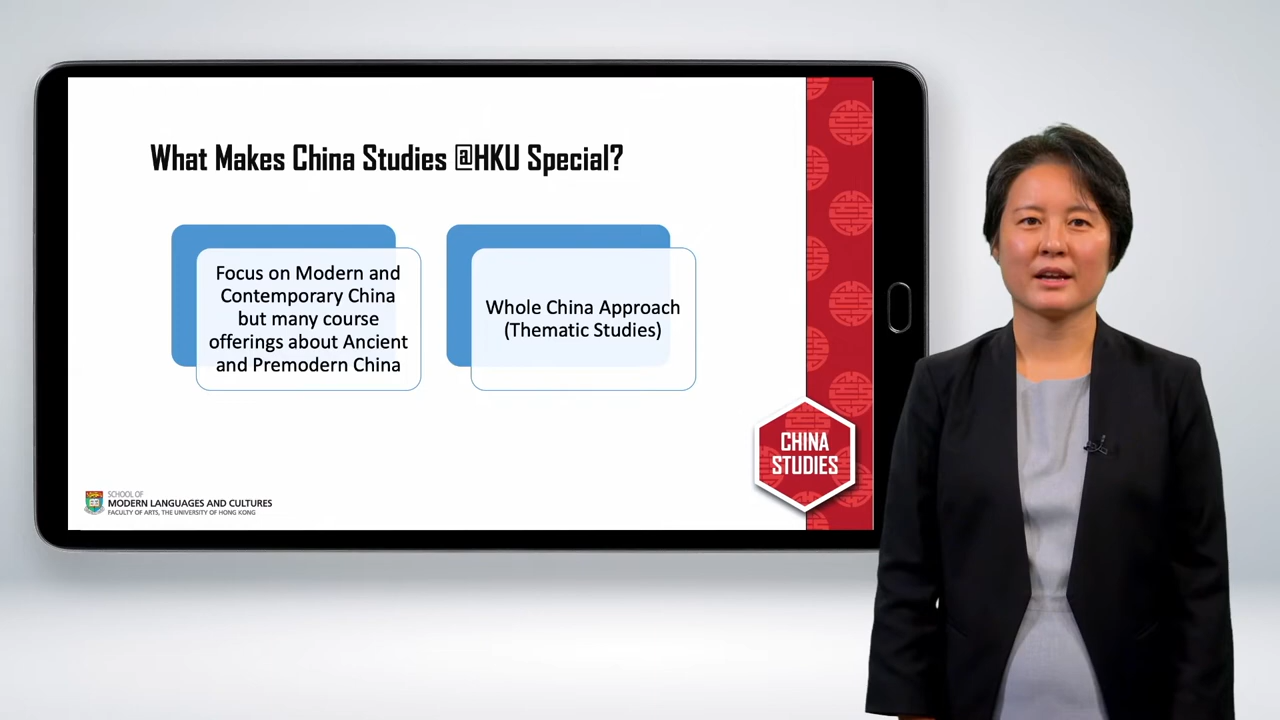 What Makes China Studies @HKU Special?
Focus on Modern and
Contemporary China
but many course
offerings about Ancient
and Premodern China
Whole China Approach
(Thematic Studies)
CHINA
STUDIES
SCHOOL OF
MODERN LANGUAGES AND CULTURES
FACULTY OF ARTS, THE UNIVERSITY OF HONG KONG